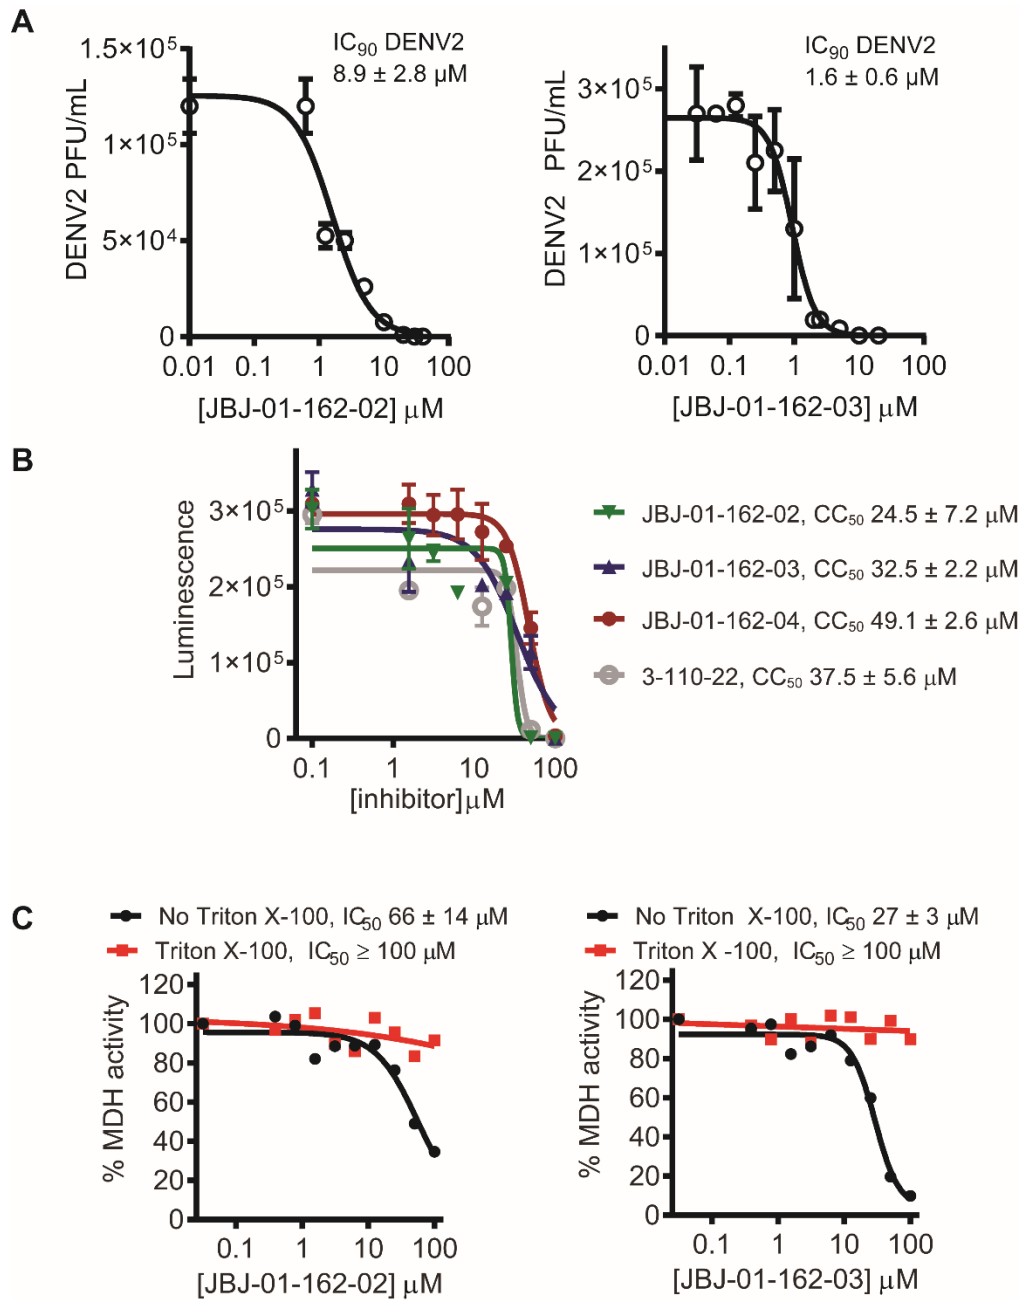 A
IC90 DENV2
8.9 ± 2.8 µM
1.5×10⁵
1×10⁵
5×10⁴
0
DENV2 PFU/mL
0.01 0.1 1 10 100
[JBJ-01-162-02] µM
IC90 DENV2
1.6 ± 0.6 µM
3×10⁵
2×10⁵
1×10⁵
0
DENV2 PFU/mL
0.01 0.1 1 10 100
[JBJ-01-162-03] µM
B
3×10⁵
2×10⁵
1×10⁵
0
Luminescence
0.1 1 10 100
[inhibitor]µM
JBJ-01-162-02, CC50 24.5 ± 7.2 µM
JBJ-01-162-03, CC50 32.5 ± 2.2 µM
JBJ-01-162-04, CC50 49.1 ± 2.6 µM
3-110-22, CC50 37.5 ± 5.6 µM
C
No Triton X-100, IC50 66 ± 14 µM
Triton X-100, IC50 ≥ 100 µM
120
100
80
60
40
20
0
% MDH activity
0.1 1 10 100
[JBJ-01-162-02] µM
No Triton X-100, IC50 27 ± 3 µM
Triton X -100, IC50 ≥ 100 µM
120
100
80
60
40
20
0
% MDH activity
0.1 1 10 100
[JBJ-01-162-03] µM